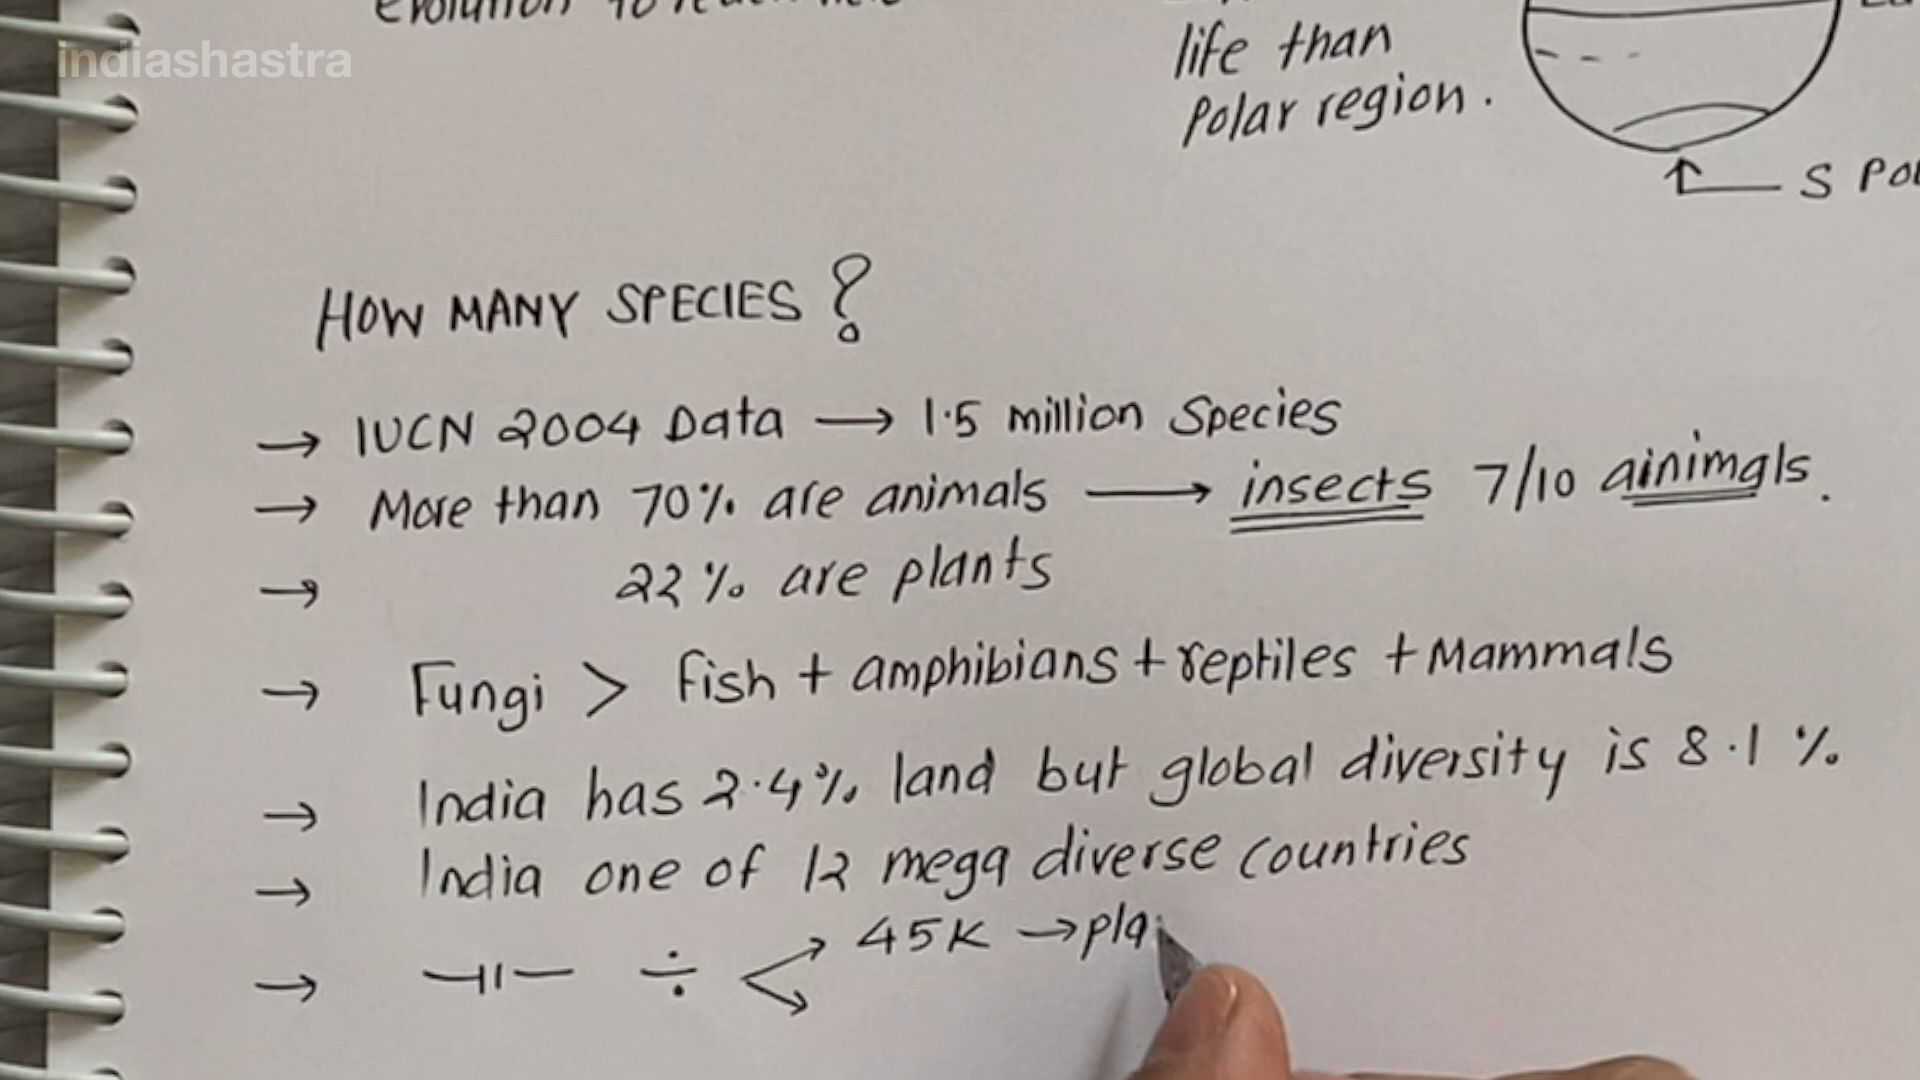 evolution to
life than
polar region.
indiashastra
S
HOW MANY SPECIES ?
→ IUCN 2004 Data → 1.5 million Species
→ More than 70% are animals → insects 7/10 ainimals.
→ 22% are plants
→ Fungi > fish + amphibians + reptiles + Mammals
→ India has 2.4% land but global diversity is 8.1 %
→ India one of 12 mega diverse countries
→ —॥— ÷ 45K → pla